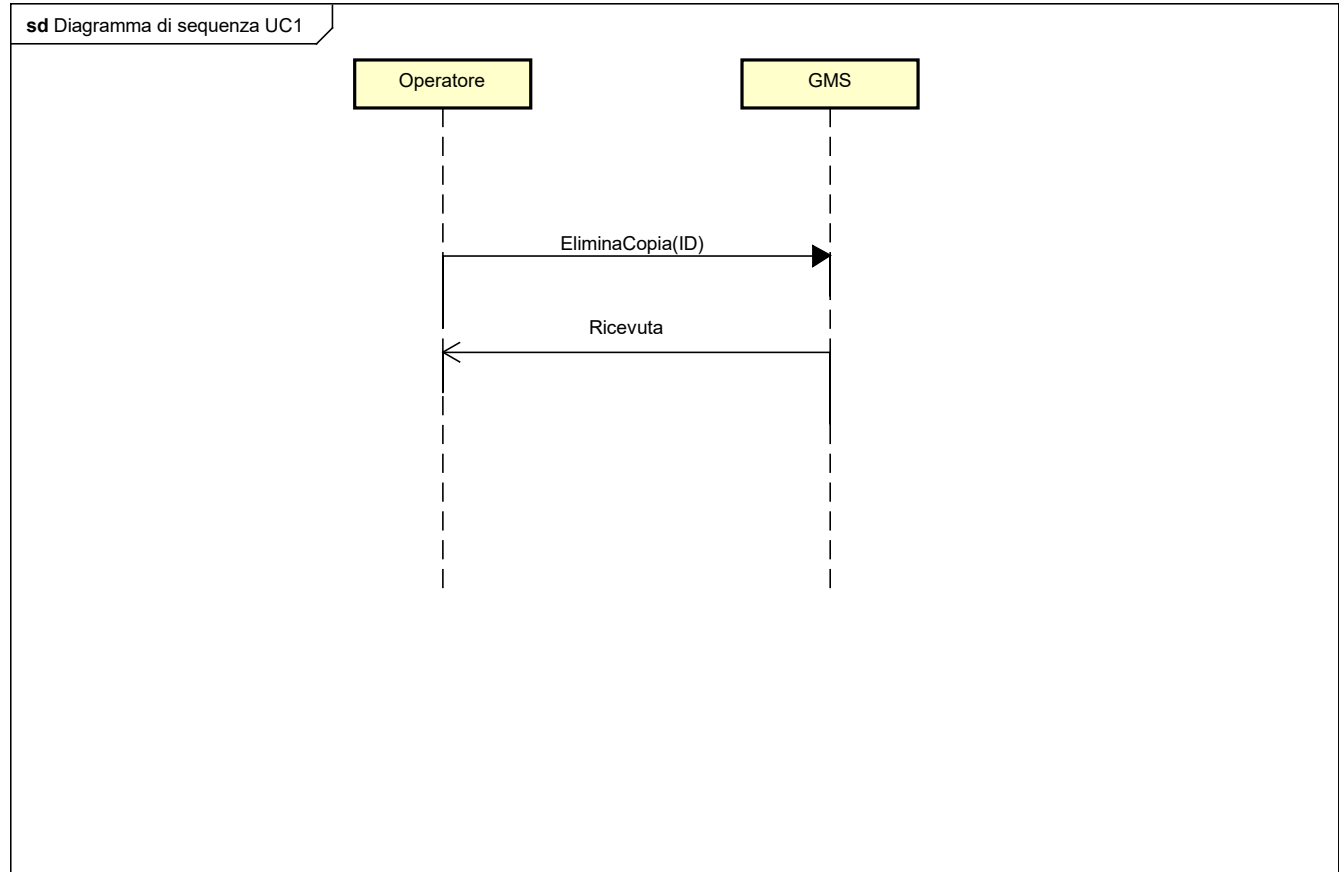 sd Diagramma di sequenza UC1
Operatore
GMS
EliminaCopia(ID)
Ricevuta